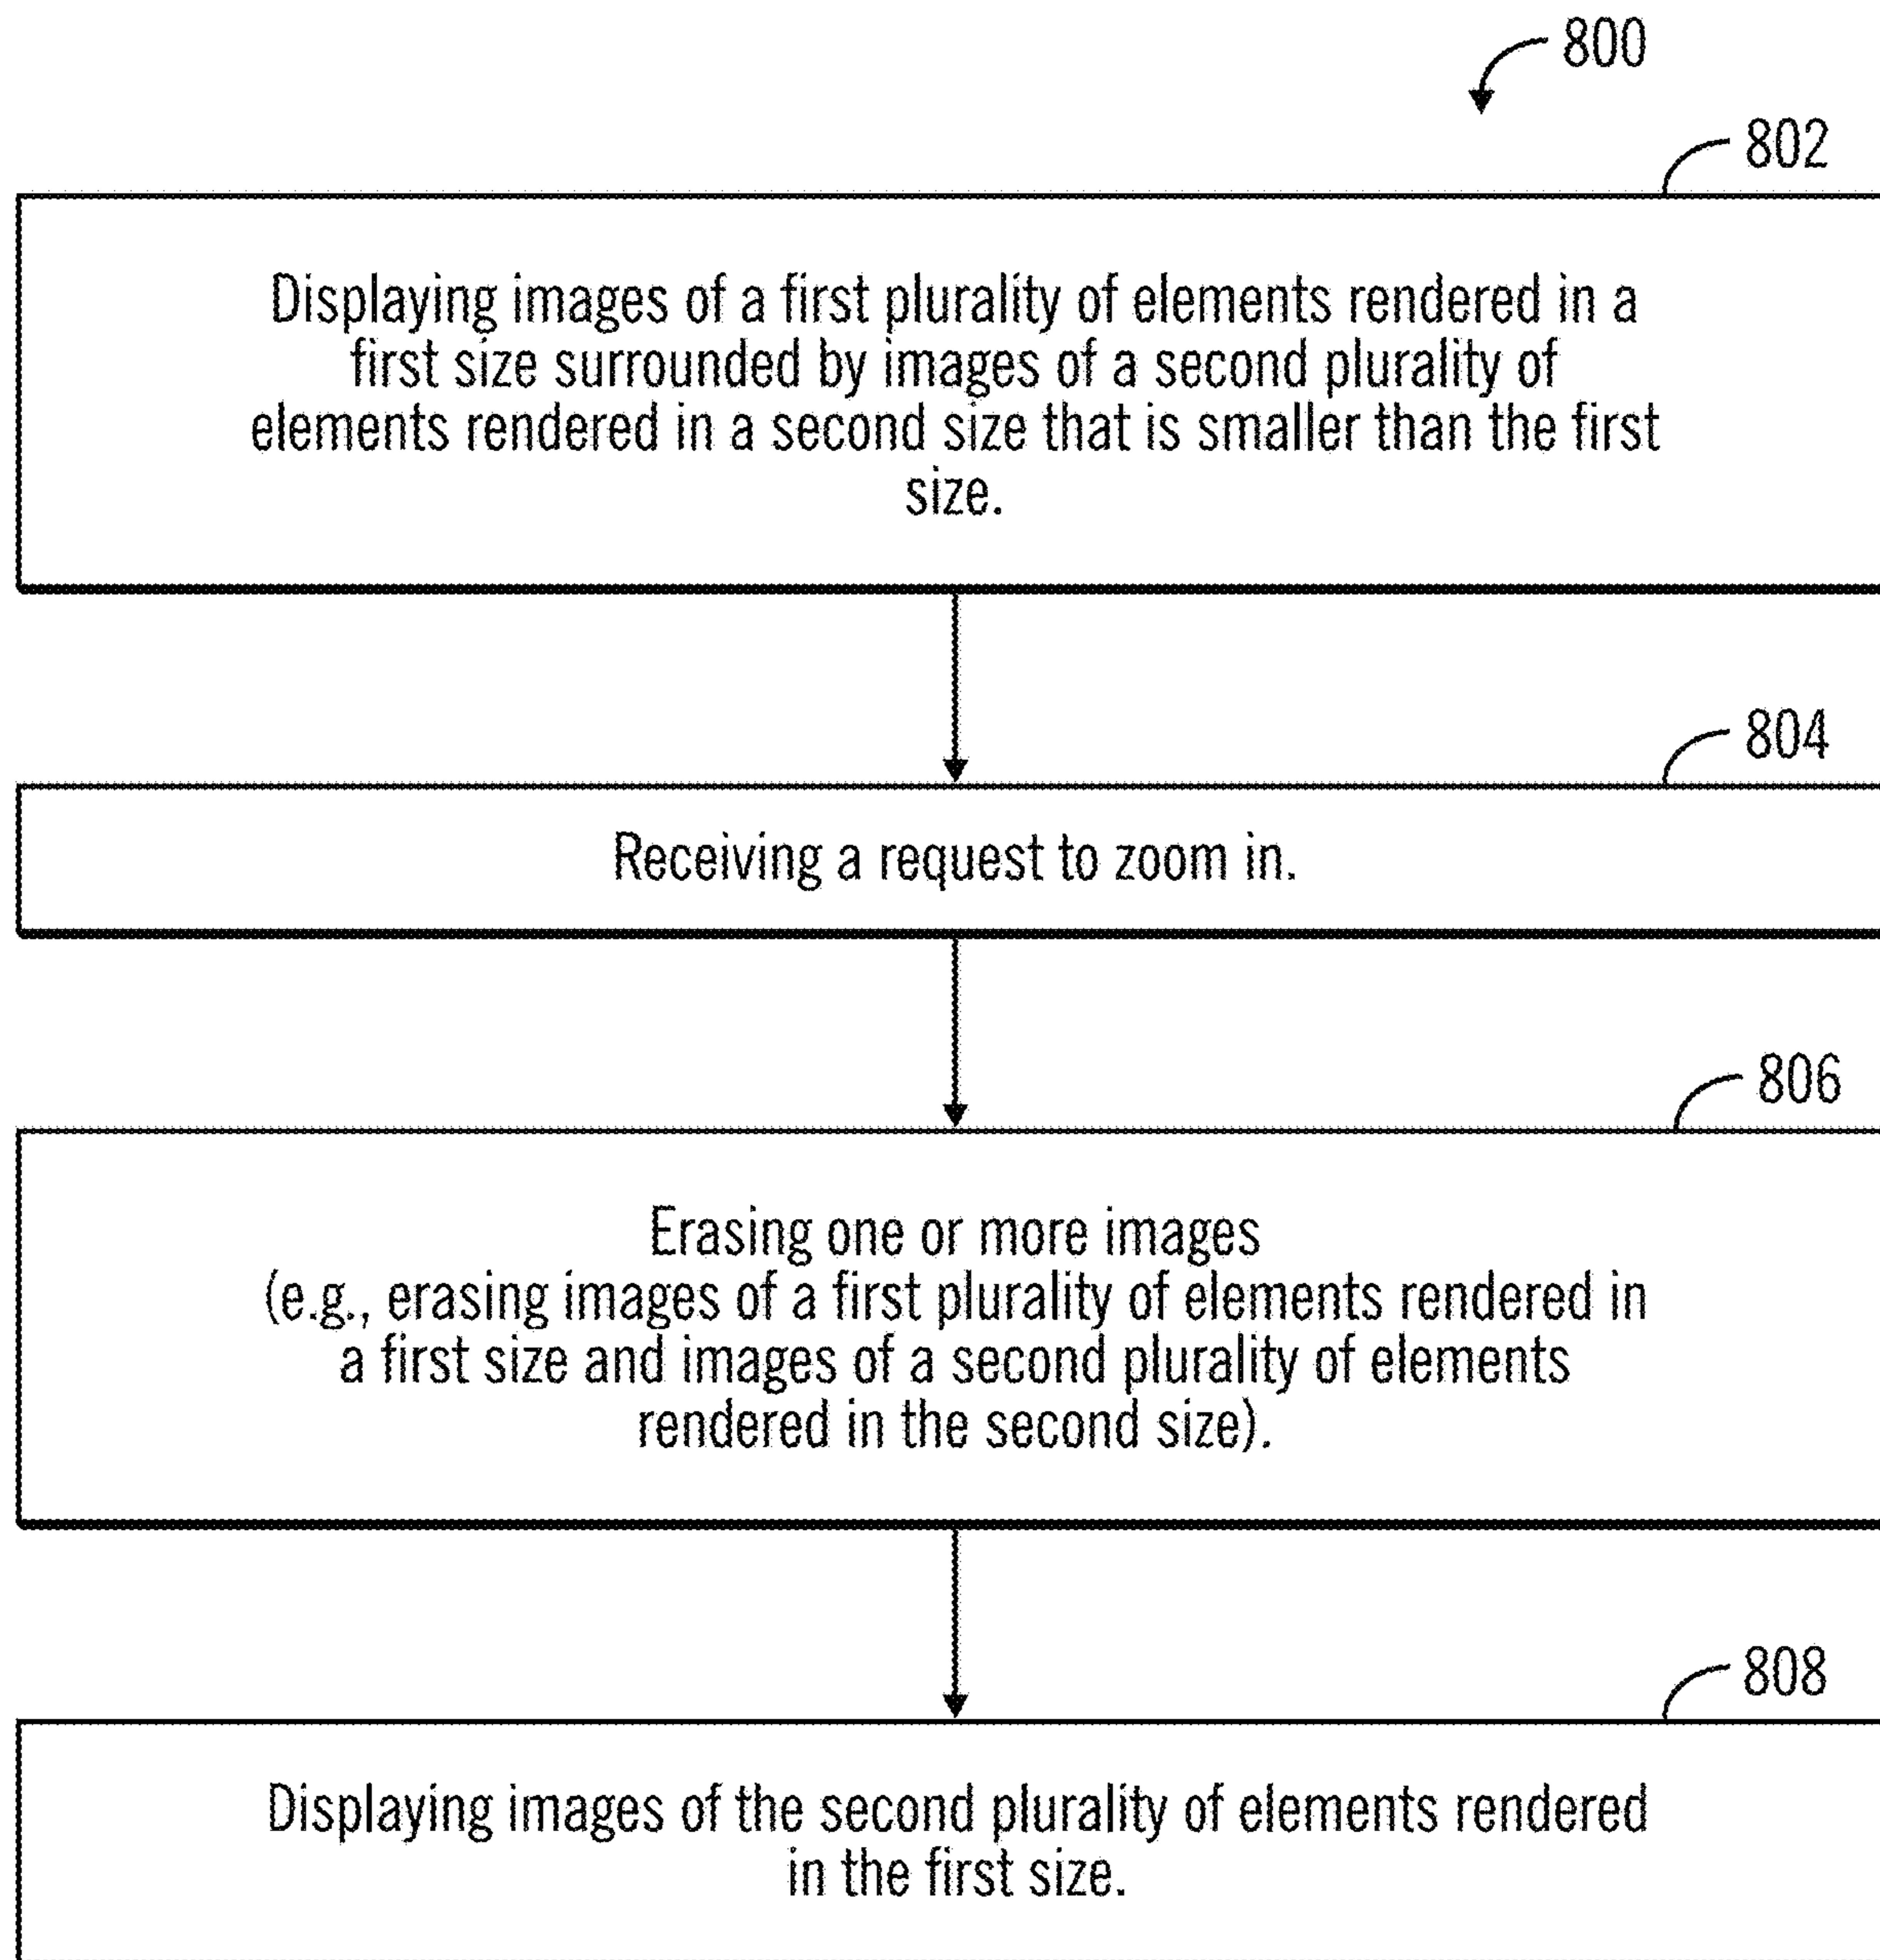 800
802
Displaying images of a first plurality of elements rendered in a
first size surrounded by images of a second plurality of
elements rendered in a second size that is smaller than the first
size.
804
Receiving a request to zoom in.
806
Erasing one or more images
(e.g., erasing images of a first plurality of elements rendered in
a first size and images of a second plurality of elements
rendered in the second size).
808
Displaying images of the second plurality of elements rendered
in the first size.